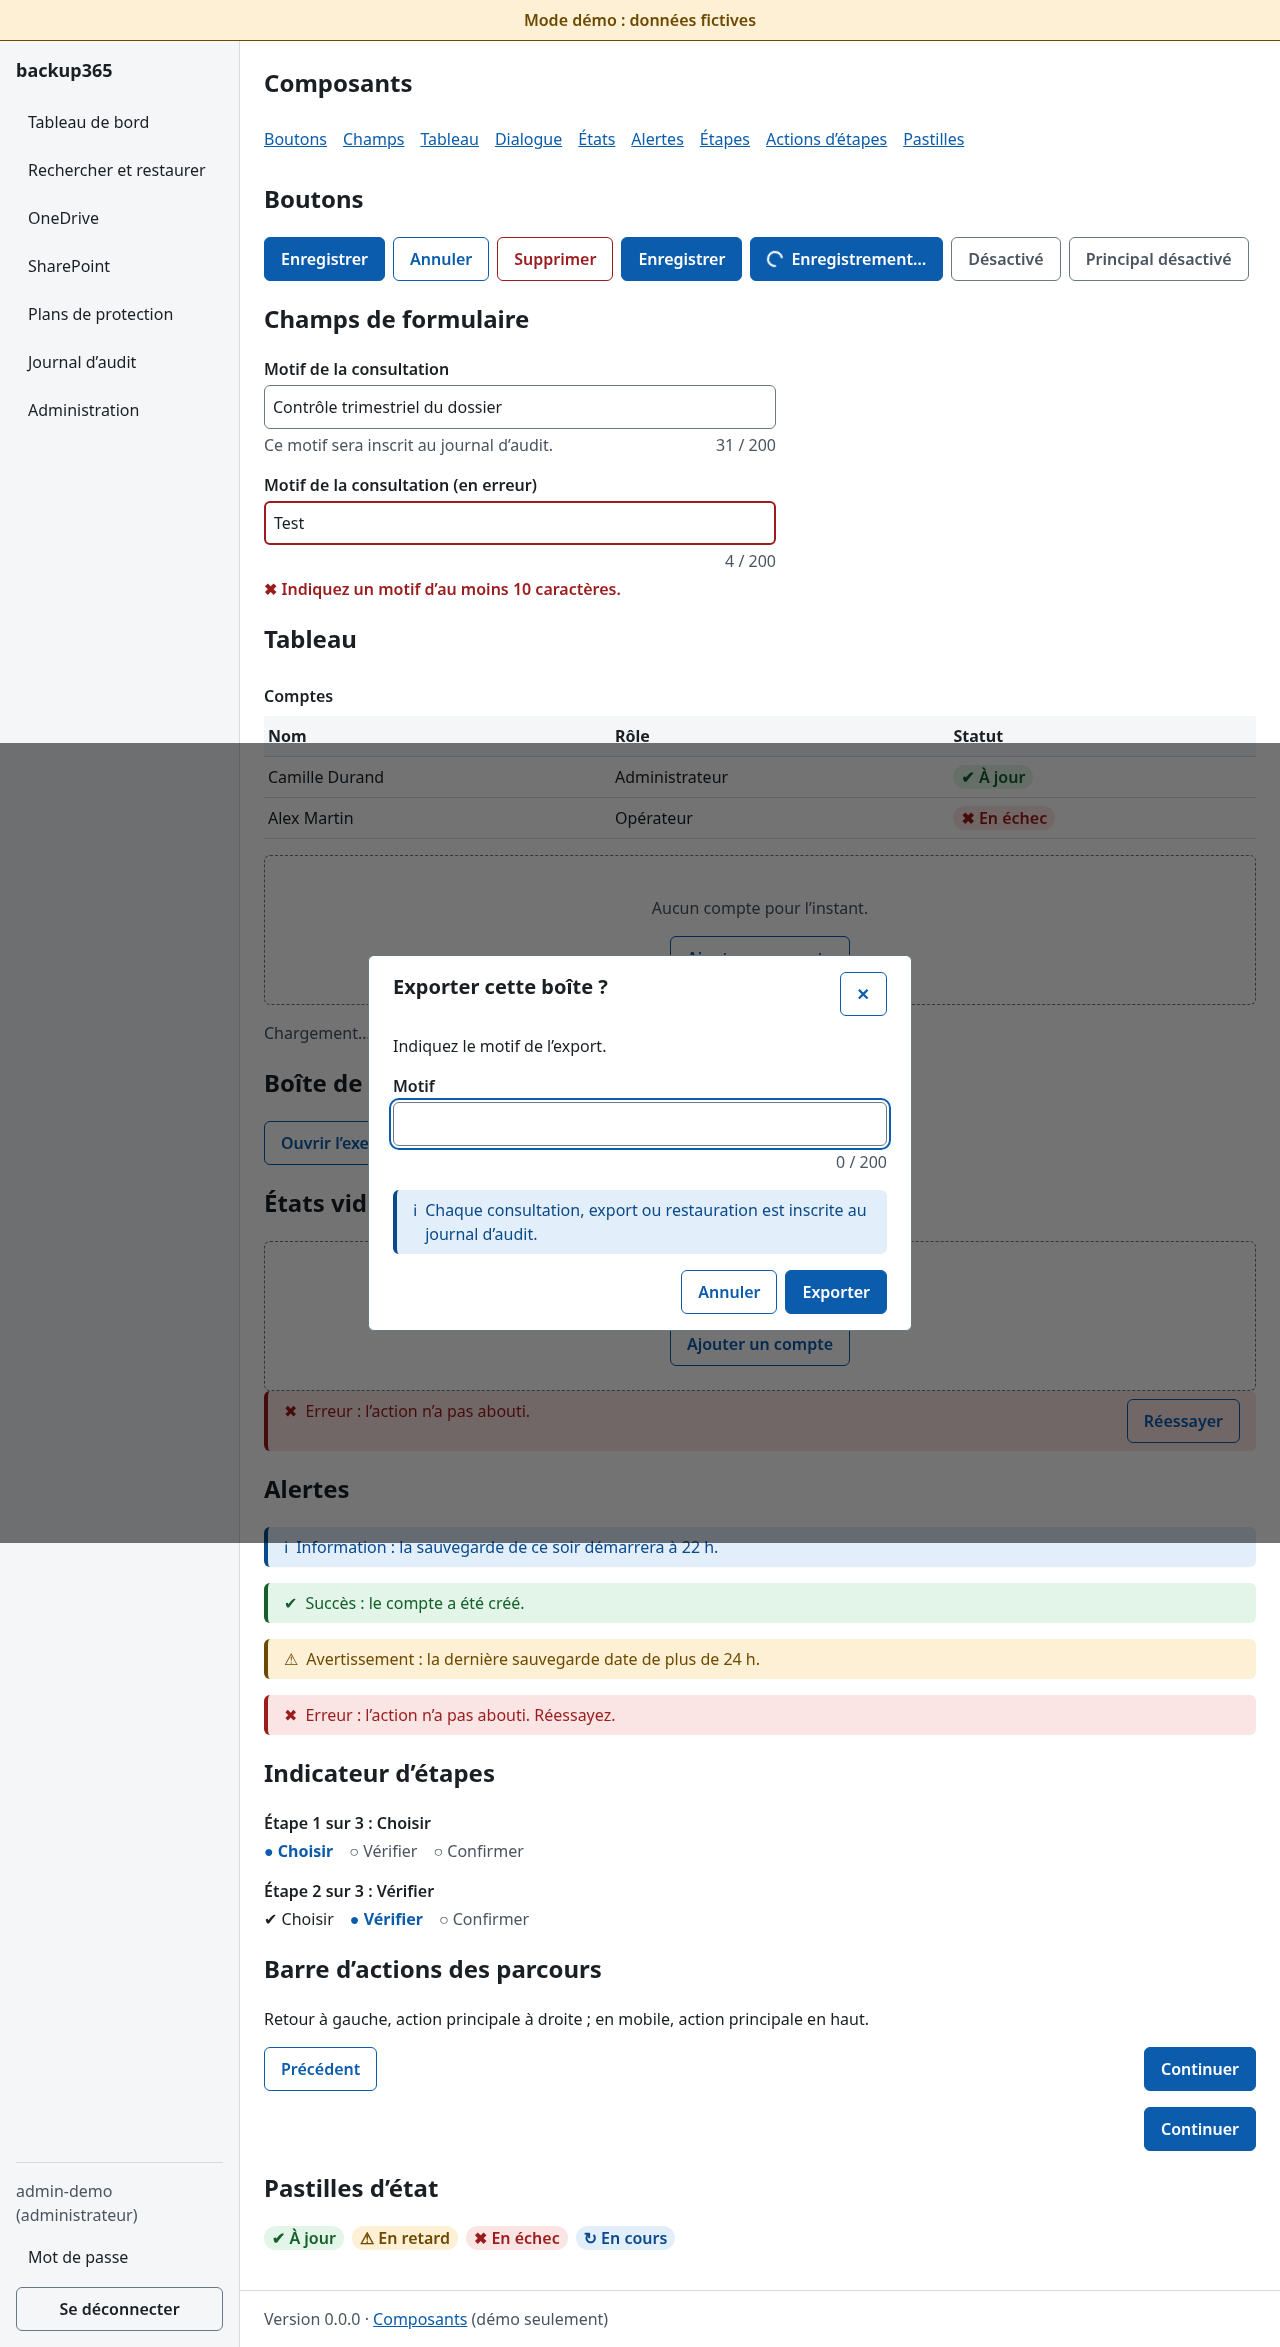 Mode démo : données fictives
backup365
Tableau de bord
Rechercher et restaurer
OneDrive
SharePoint
Plans de protection
Journal d’audit
Administration
Composants
Boutons Champs Tableau Dialogue États Alertes Étapes Actions d’étapes Pastilles
Boutons
Enregistrer Annuler Supprimer Enregistrer Enregistrement… Désactivé Principal désactivé
Champs de formulaire
Motif de la consultation
Contrôle trimestriel du dossier
Ce motif sera inscrit au journal d’audit. 31 / 200
Motif de la consultation (en erreur)
Test
4 / 200
✖ Indiquez un motif d’au moins 10 caractères.
Tableau
Comptes
Nom Rôle Statut
Camille Durand Administrateur ✔ À jour
Alex Martin Opérateur ✖ En échec
Aucun compte pour l’instant.
Chargement…
Boîte de
Ouvrir l’exe
États vid
Exporter cette boîte ?
×
Indiquez le motif de l’export.
Motif
0 / 200
i Chaque consultation, export ou restauration est inscrite au
journal d’audit.
Annuler Exporter
Ajouter un compte
✖ Erreur : l’action n’a pas abouti. Réessayer
Alertes
i Information : la sauvegarde de ce soir démarrera à 22 h.
✔ Succès : le compte a été créé.
⚠ Avertissement : la dernière sauvegarde date de plus de 24 h.
✖ Erreur : l’action n’a pas abouti. Réessayez.
Indicateur d’étapes
Étape 1 sur 3 : Choisir
● Choisir ○ Vérifier ○ Confirmer
Étape 2 sur 3 : Vérifier
✔ Choisir ● Vérifier ○ Confirmer
Barre d’actions des parcours
Retour à gauche, action principale à droite ; en mobile, action principale en haut.
Précédent Continuer
Continuer
Pastilles d’état
✔ À jour ⚠ En retard ✖ En échec ↻ En cours
admin-demo
(administrateur)
Mot de passe
Se déconnecter
Version 0.0.0 · Composants (démo seulement)